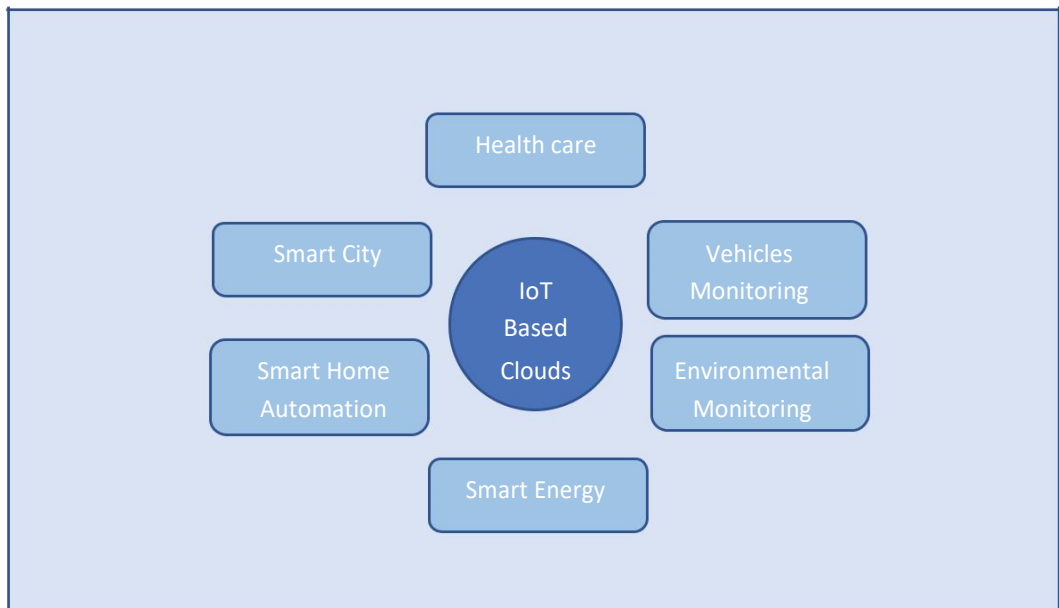 Health care
Smart City
Vehicles
Monitoring
IoT
Based
Clouds
Smart Home
Automation
Environmental
Monitoring
Smart Energy